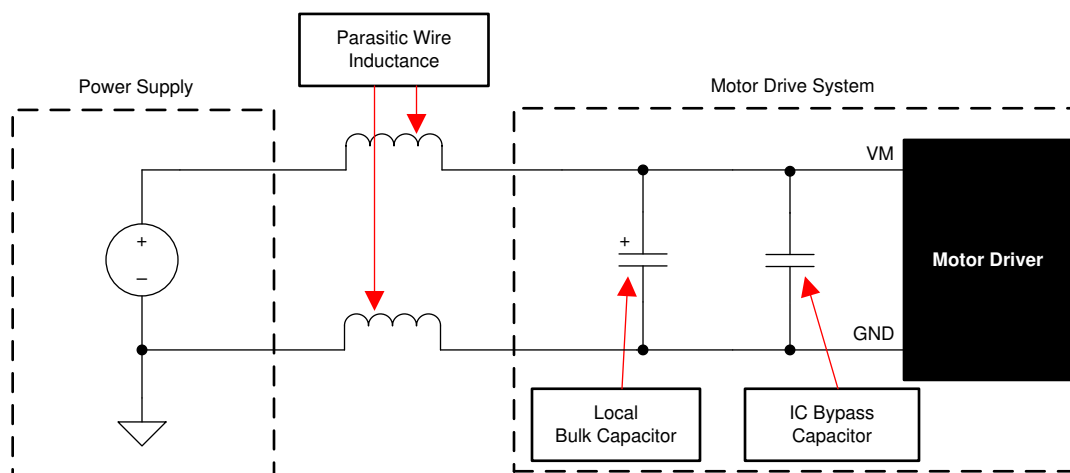 Parasitic Wire
Inductance
Power Supply
Motor Drive System
VM
+
–
+
Motor Driver
GND
Local
Bulk Capacitor
IC Bypass
Capacitor